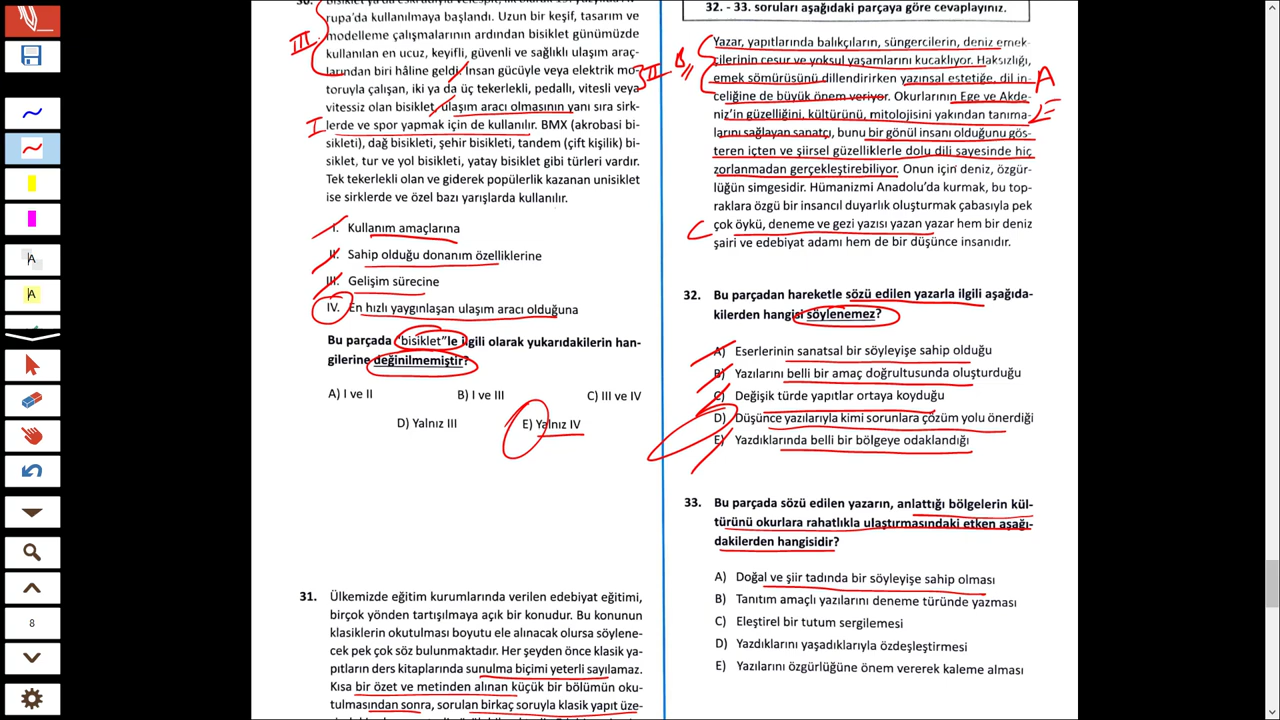 30. Bisiklet ya da eski adıyla velespit, ilk olarak 19. yüzyılda Av-
rupa'da kullanılmaya başlandı. Uzun bir keşif, tasarım ve
modelleme çalışmalarının ardından bisiklet günümüzde
kullanılan en ucuz, keyifli, güvenli ve sağlıklı ulaşım araç-
larından biri hâline geldi. İnsan gücüyle veya elektrik mo-
toruyla çalışan, iki ya da üç tekerlekli, pedallı, vitesli veya
vitessiz olan bisiklet, ulaşım aracı olmasının yanı sıra sirk-
lerde ve spor yapmak için de kullanılır. BMX (akrobasi bi-
sikleti), dağ bisikleti, şehir bisikleti, tandem (çift kişilik) bi-
siklet, tur ve yol bisikleti, yatay bisiklet gibi türleri vardır.
Tek tekerlekli olan ve giderek popülerlik kazanan unisiklet
ise sirklerde ve özel bazı yarışlarda kullanılır.
III
II
I
I. Kullanım amaçlarına
II. Sahip olduğu donanım özelliklerine
III. Gelişim sürecine
IV. En hızlı yaygınlaşan ulaşım aracı olduğuna
Bu parçada "bisiklet"le ilgili olarak yukarıdakilerin han-
gilerine değinilmemiştir?
A) I ve II B) I ve III C) III ve IV
D) Yalnız III E) Yalnız IV
31. Ülkemizde eğitim kurumlarında verilen edebiyat eğitimi,
birçok yönden tartışılmaya açık bir konudur. Bu konunun
klasiklerin okutulması boyutu ele alınacak olursa söylene-
cek pek çok söz bulunmaktadır. Her şeyden önce klasik ya-
pıtların ders kitaplarında sunulma biçimi yeterli sayılamaz.
Kısa bir özet ve metinden alınan küçük bir bölümün oku-
tulmasından sonra, sorulan birkaç soruyla klasik yapıt üze-
32. - 33. soruları aşağıdaki parçaya göre cevaplayınız.
Yazar, yapıtlarında balıkçıların, süngercilerin, deniz emek-
çilerinin cesur ve yoksul yaşamlarını kucaklıyor. Haksızlığı,
emek sömürüsünü dillendirirken yazınsal estetiğe, dil in-
celiğine de büyük önem veriyor. Okurlarının Ege ve Akde-
niz'in güzelliğini, kültürünü, mitolojisini yakından tanıma-
larını sağlayan sanatçı, bunu bir gönül insanı olduğunu gös-
teren içten ve şiirsel güzelliklerle dolu dili sayesinde hiç
zorlanmadan gerçekleştirebiliyor. Onun için deniz, özgür-
lüğün simgesidir. Hümanizmi Anadolu'da kurmak, bu top-
raklara özgü bir insancıl duyarlık oluşturmak çabasıyla pek
çok öykü, deneme ve gezi yazısı yazan yazar hem bir deniz
şairi ve edebiyat adamı hem de bir düşünce insanıdır.
B
A
E
C
32. Bu parçadan hareketle sözü edilen yazarla ilgili aşağıda-
kilerden hangisi söylenemez?
A) Eserlerinin sanatsal bir söyleyişe sahip olduğu
B) Yazılarını belli bir amaç doğrultusunda oluşturduğu
C) Değişik türde yapıtlar ortaya koyduğu
D) Düşünce yazılarıyla kimi sorunlara çözüm yolu önerdiği
E) Yazdıklarında belli bir bölgeye odaklandığı
33. Bu parçada sözü edilen yazarın, anlattığı bölgelerin kül-
türünü okurlara rahatlıkla ulaştırmasındaki etken aşağı-
dakilerden hangisidir?
A) Doğal ve şiir tadında bir söyleyişe sahip olması
B) Tanıtım amaçlı yazılarını deneme türünde yazması
C) Eleştirel bir tutum sergilemesi
D) Yazdıklarını yaşadıklarıyla özdeşleştirmesi
E) Yazılarını özgürlüğüne önem vererek kaleme alması
A
A
8